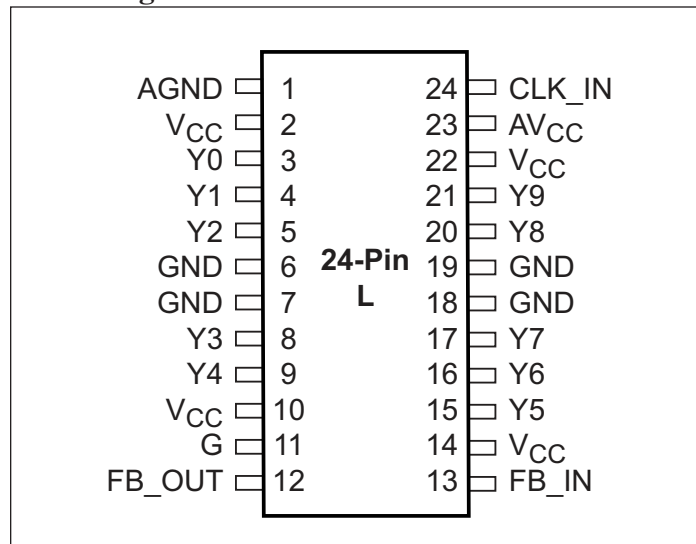 AGND 1 24 CLK_IN
VCC 2 23 AVCC
Y0 3 22 VCC
Y1 4 21 Y9
Y2 5 20 Y8
GND 6 24-Pin 19 GND
GND 7 L 18 GND
Y3 8 17 Y7
Y4 9 16 Y6
VCC 10 15 Y5
G 11 14 VCC
FB_OUT 12 13 FB_IN